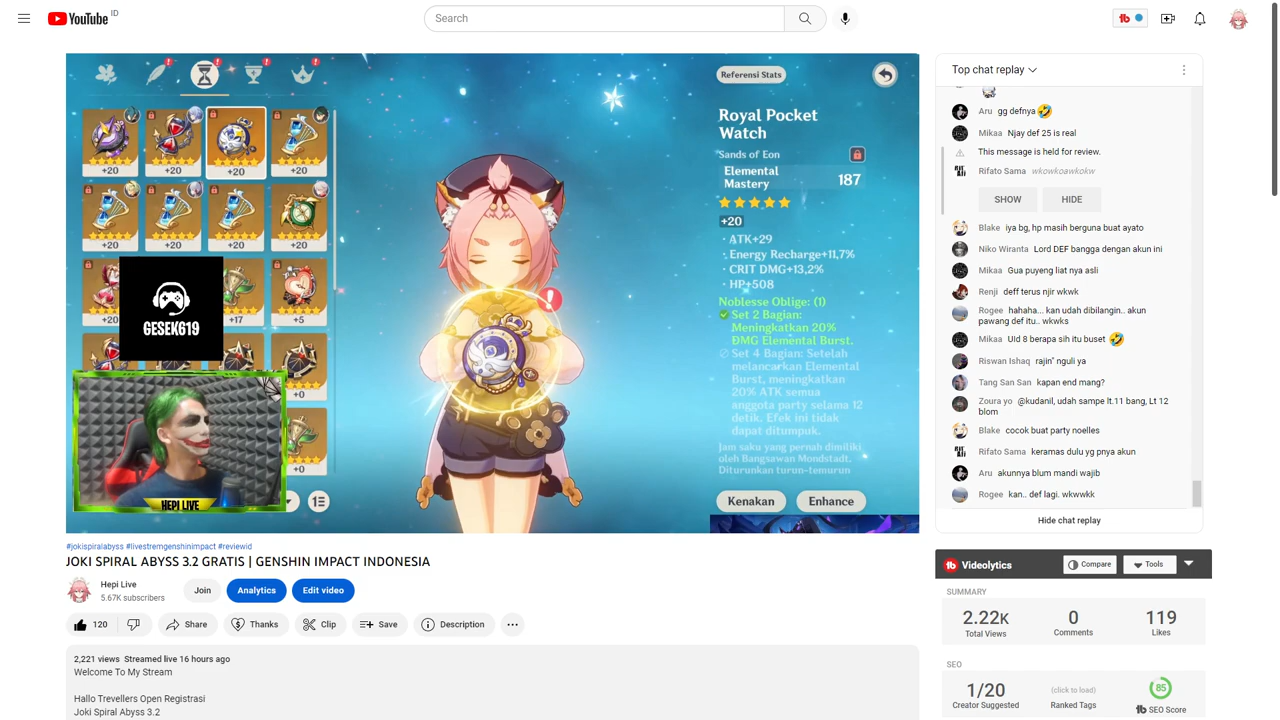 YouTube ID
Search
Referensi Stats
Royal Pocket
Watch
Sands of Eon
Elemental
Mastery 187
+20
· ATK+29
· Energy Recharge+11,7%
· CRIT DMG+13,2%
· HP+508
Noblesse Oblige: (1)
Set 2 Bagian:
Meningkatkan 20%
DMG Elemental Burst.
Set 4 Bagian: Setelah
melancarkan Elemental
Burst, meningkatkan
20% ATK semua
anggota party selama 12
detik. Efek ini tidak
dapat ditumpuk.
Jam saku yang pernah dimiliki
oleh Bangsawan Mondstadt.
Diturunkan turun-temurun
Kenakan Enhance
+20 +20 +20 +20
+20 +20 +20 +20
+20 +17 +5
+0
+0
GESEKG19
HEPI LIVE
#jokispiralabyss #livestremgenshinimpact #reviewid
JOKI SPIRAL ABYSS 3.2 GRATIS | GENSHIN IMPACT INDONESIA
Hepi Live
5.67K subscribers
Join Analytics Edit video
120 Share Thanks Clip Save Description
2,221 views Streamed live 16 hours ago
Welcome To My Stream
Hallo Trevellers Open Registrasi
Joki Spiral Abyss 3.2
Top chat replay
Aru gg defnya
Mikaa Njay def 25 is real
This message is held for review.
Rifato Sama wkowkoawkokw
SHOW HIDE
Blake iya bg, hp masih berguna buat ayato
Niko Wiranta Lord DEF bangga dengan akun ini
Mikaa Gua puyeng liat nya asli
Renji deff terus njir wkwk
Rogee hahaha... kan udah dibilangin.. akun
pawang def itu.. wkwks
Mikaa UId 8 berapa sih itu buset
Riswan Ishaq rajin" nguli ya
Tang San San kapan end mang?
Zoura yo @kudanil, udah sampe lt.11 bang, Lt 12
blom
Blake cocok buat party noelles
Rifato Sama keramas dulu yg pnya akun
Aru akunnya blum mandi wajib
Rogee kan.. def lagi. wkwwkk
Hide chat replay
Videolytics Compare Tools
SUMMARY
2.22K 0 119
Total Views Comments Likes
SEO
1/20 (click to load) 85
Creator Suggested Ranked Tags SEO Score